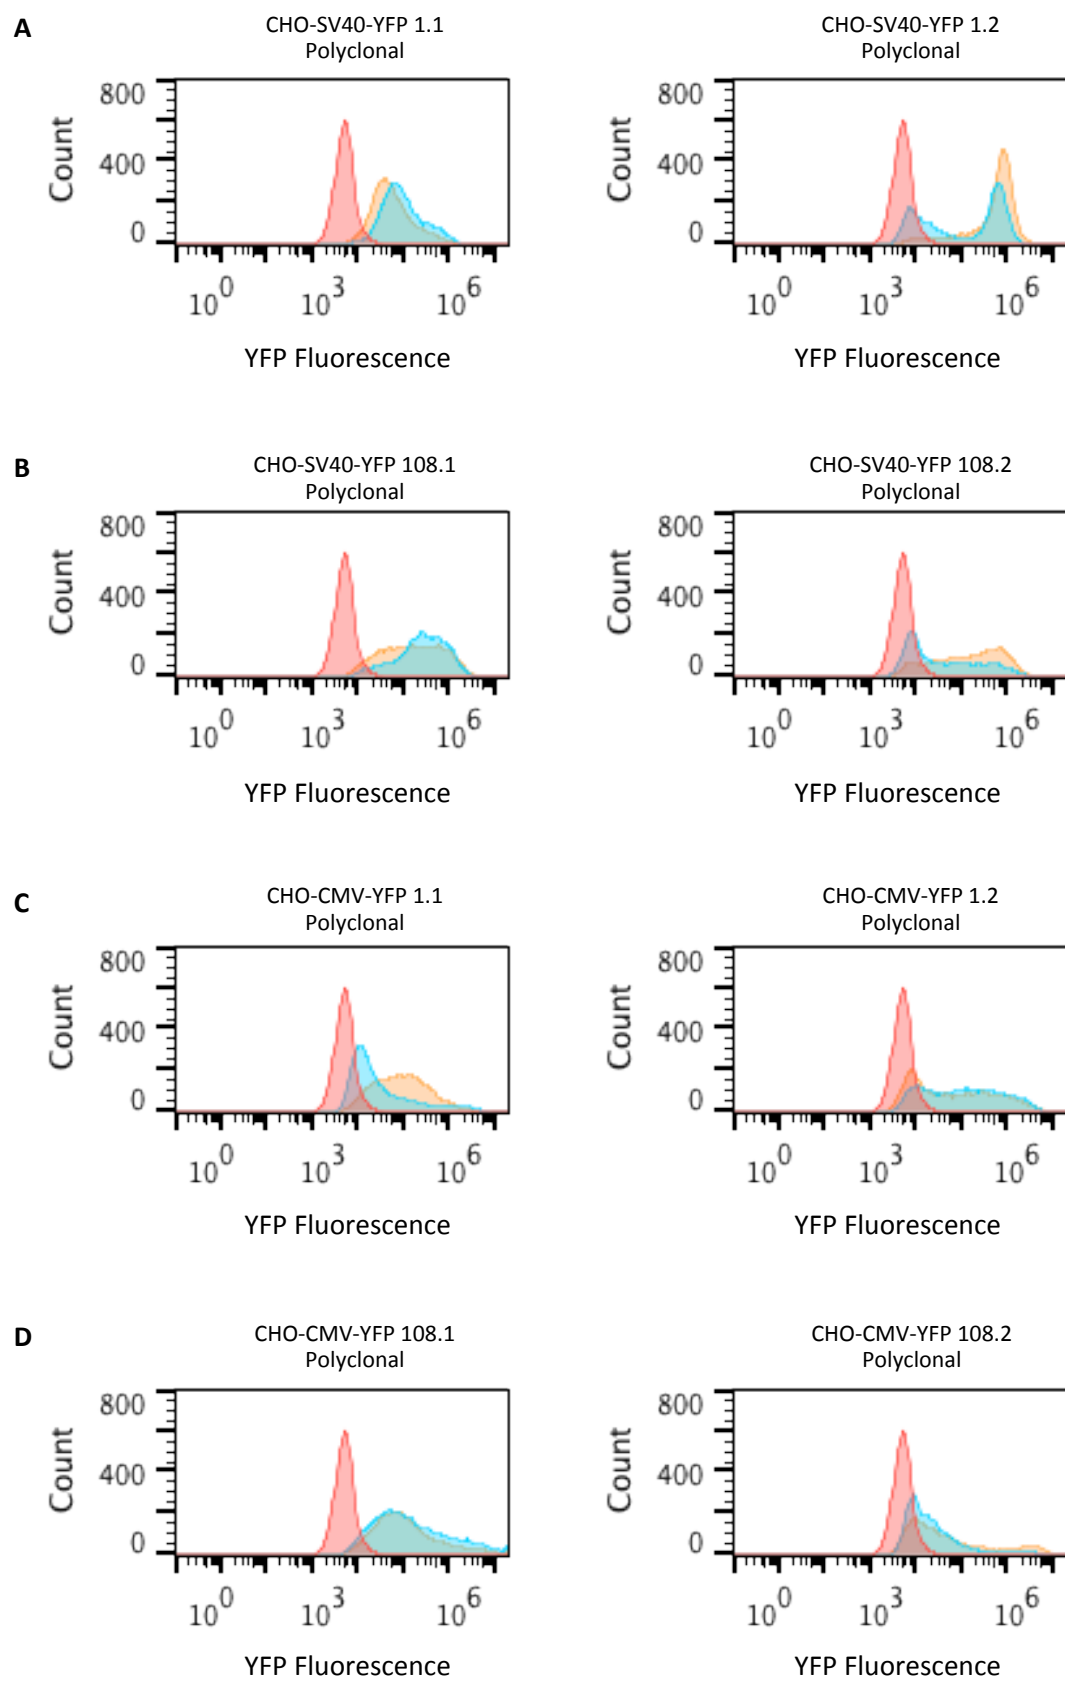 A
CHO-SV40-YFP 1.1
Polyclonal
800
400
0
Count
10^0 10^3 10^6
YFP Fluorescence
CHO-SV40-YFP 1.2
Polyclonal
800
400
0
Count
10^0 10^3 10^6
YFP Fluorescence
B
CHO-SV40-YFP 108.1
Polyclonal
800
400
0
Count
10^0 10^3 10^6
YFP Fluorescence
CHO-SV40-YFP 108.2
Polyclonal
800
400
0
Count
10^0 10^3 10^6
YFP Fluorescence
C
CHO-CMV-YFP 1.1
Polyclonal
800
400
0
Count
10^0 10^3 10^6
YFP Fluorescence
CHO-CMV-YFP 1.2
Polyclonal
800
400
0
Count
10^0 10^3 10^6
YFP Fluorescence
D
CHO-CMV-YFP 108.1
Polyclonal
800
400
0
Count
10^0 10^3 10^6
YFP Fluorescence
CHO-CMV-YFP 108.2
Polyclonal
800
400
0
Count
10^0 10^3 10^6
YFP Fluorescence